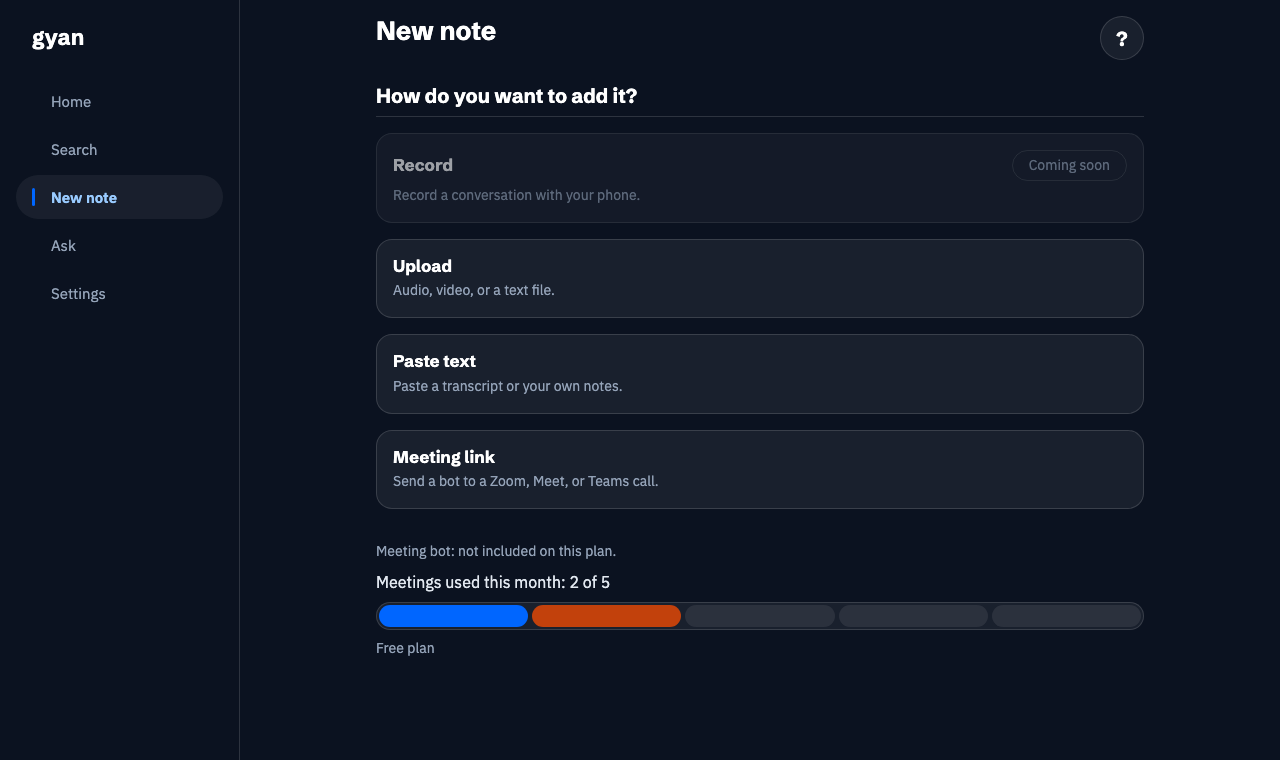 gyan
Home
Search
New note
Ask
Settings
New note
?
How do you want to add it?
Record
Coming soon
Record a conversation with your phone.
Upload
Audio, video, or a text file.
Paste text
Paste a transcript or your own notes.
Meeting link
Send a bot to a Zoom, Meet, or Teams call.
Meeting bot: not included on this plan.
Meetings used this month: 2 of 5
Free plan